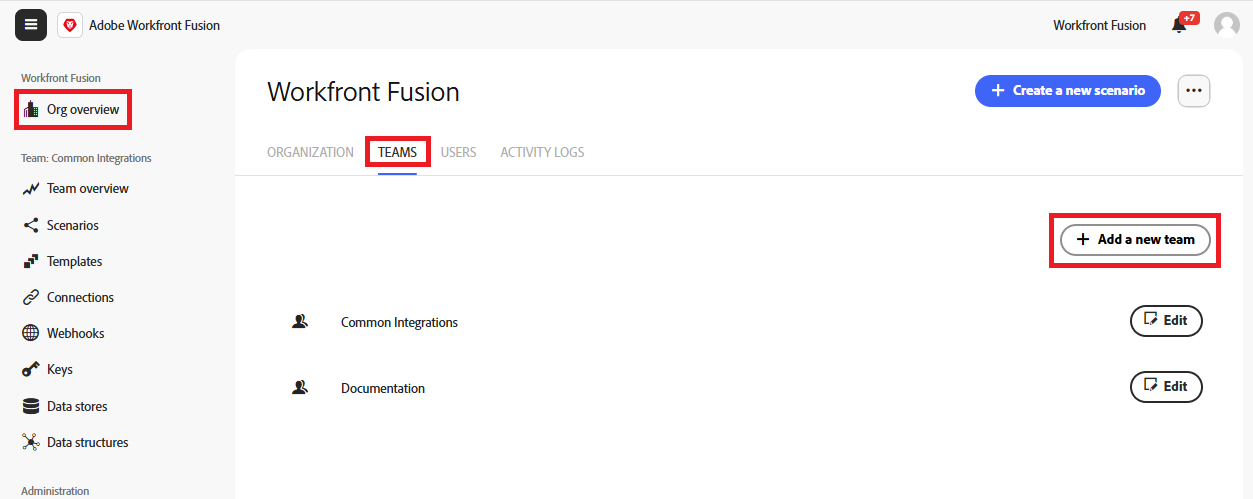 Adobe Workfront Fusion
Workfront Fusion
+7
Workfront Fusion
Org overview
Team: Common Integrations
Team overview
Scenarios
Templates
Connections
Webhooks
Keys
Data stores
Data structures
Administration
Workfront Fusion
+ Create a new scenario
ORGANIZATION TEAMS USERS ACTIVITY LOGS
+ Add a new team
Common Integrations Edit
Documentation Edit